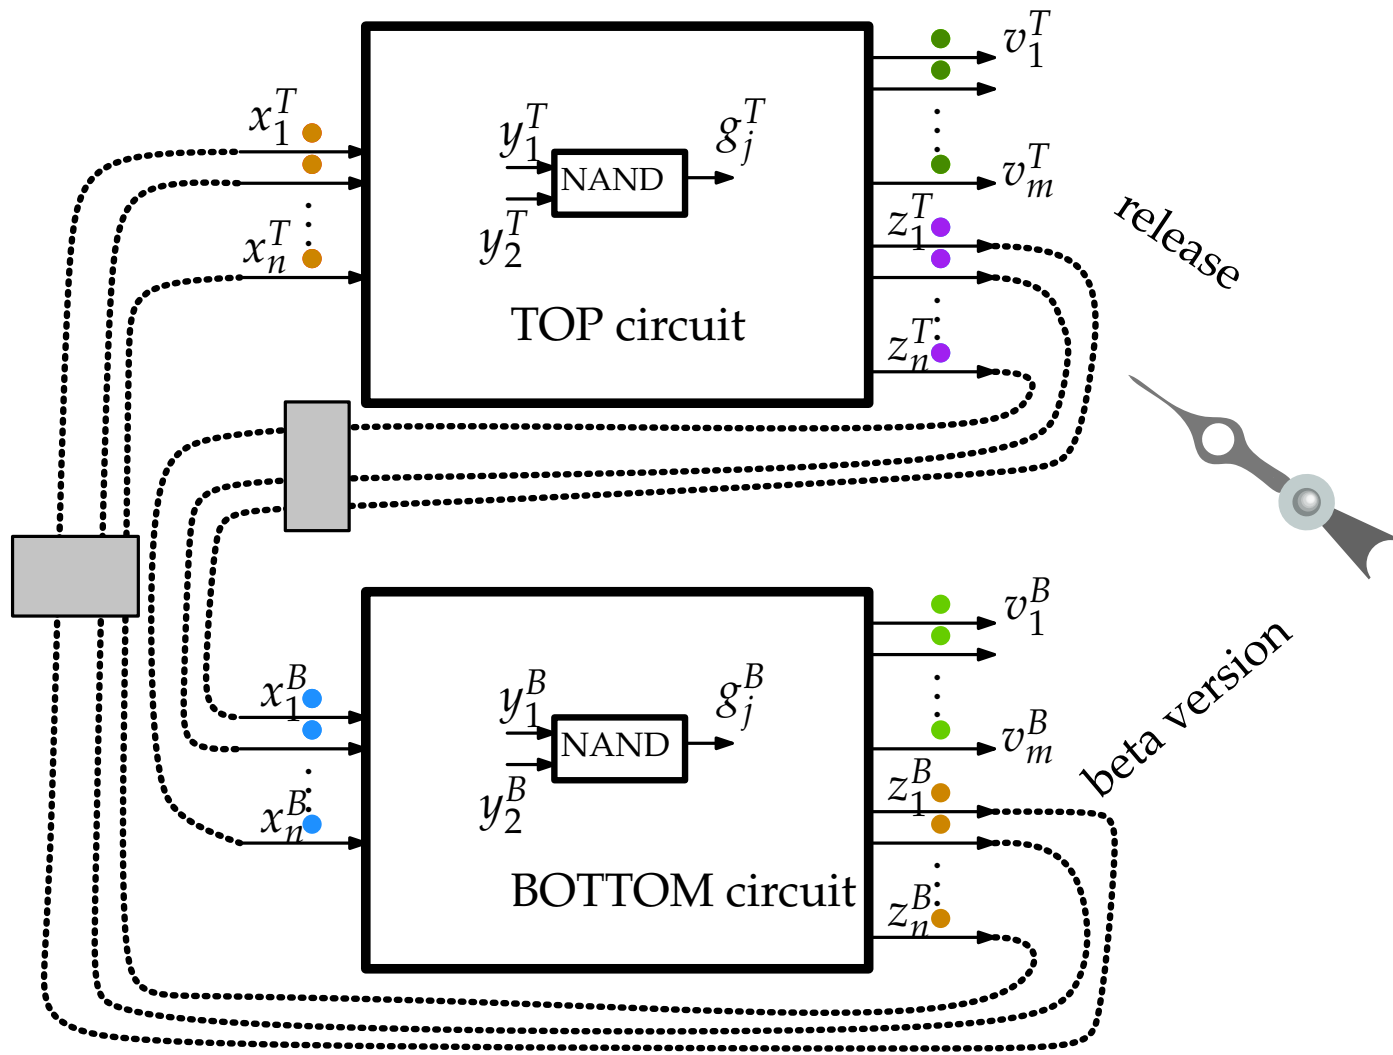 x_1^T
x_n^T
y_1^T
y_2^T
NAND
g_j^T
TOP circuit
v_1^T
v_m^T
z_1^T
z_n^T
release
x_1^B
x_n^B
y_1^B
y_2^B
NAND
g_j^B
BOTTOM circuit
v_1^B
v_m^B
z_1^B
z_n^B
beta version